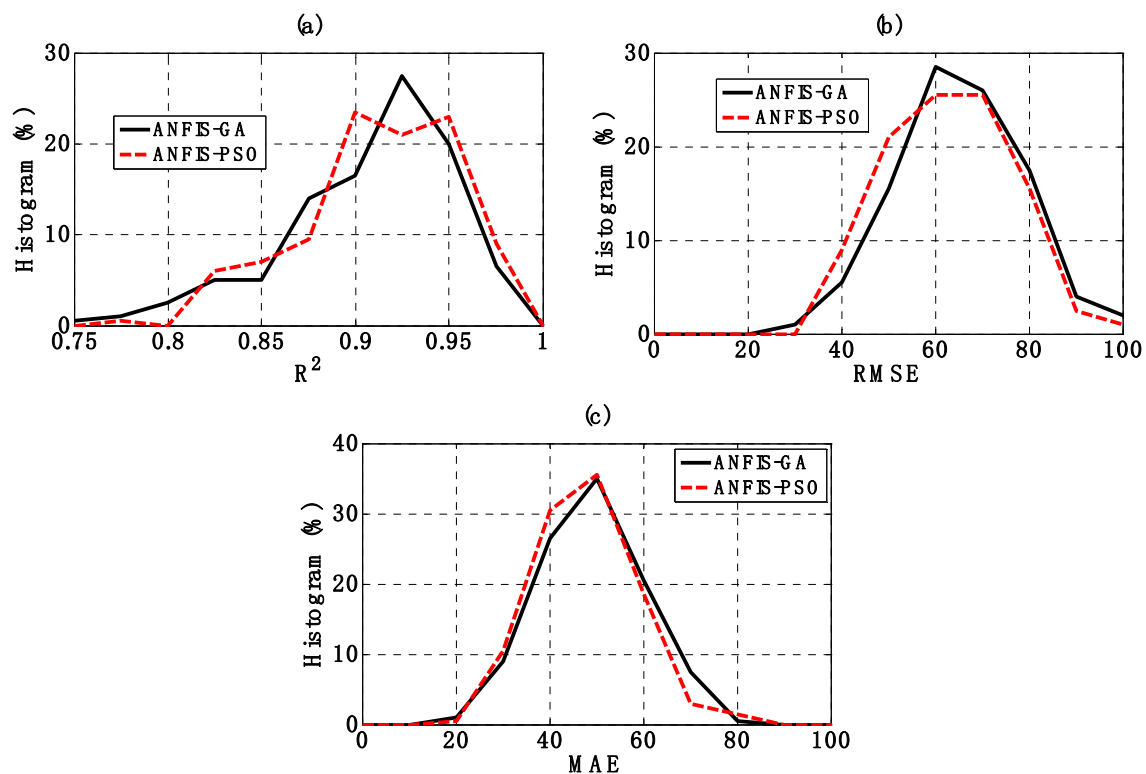 (a)
30
20
10
0
Histogram (%)
ANFIS-GA
ANFIS-PSO
0.75 0.8 0.85 0.9 0.95 1
R²
(b)
30
20
10
0
Histogram (%)
ANFIS-GA
ANFIS-PSO
0 20 40 60 80 100
RMSE
(c)
40
30
20
10
0
Histogram (%)
ANFIS-GA
ANFIS-PSO
0 20 40 60 80 100
MAE